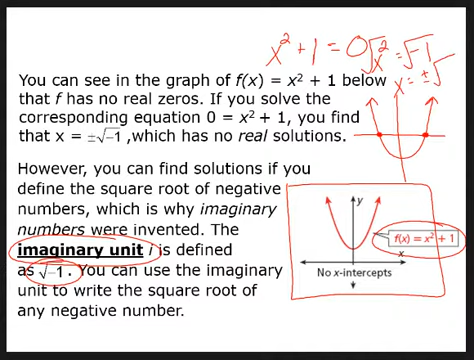 x² + 1 = 0 √x² = √-1
x = ±√
You can see in the graph of f(x) = x² + 1 below
that f has no real zeros. If you solve the
corresponding equation 0 = x² + 1, you find
that x = ±√-1 ,which has no real solutions.
However, you can find solutions if you
define the square root of negative
numbers, which is why imaginary
numbers were invented. The
imaginary unit i is defined
as √-1 . You can use the imaginary
unit to write the square root of
any negative number.
y
f(x) = x² + 1
x
No x-intercepts